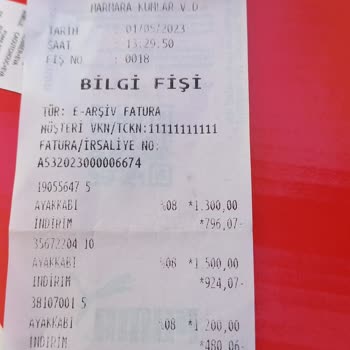 MARMARA KUMLAR V.D
TARİH : 01/05/2023
SAAT : 13:29.50
FİŞ NO : 0018
BİLGİ FİŞİ
TÜR: E-ARŞİV FATURA
MÜŞTERİ VKN/TCKN:11111111111
FATURA/İRSALİYE NO:
A532023000006674
19055647 5
AYAKKABI %08 *1.300,00
İNDİRİM *796,07-
35672204 10
AYAKKABI %08 *1.500,00
İNDİRİM *924,07-
38107001 5
AYAKKABI %08 *1.200,00
İNDİRİM *480,06-